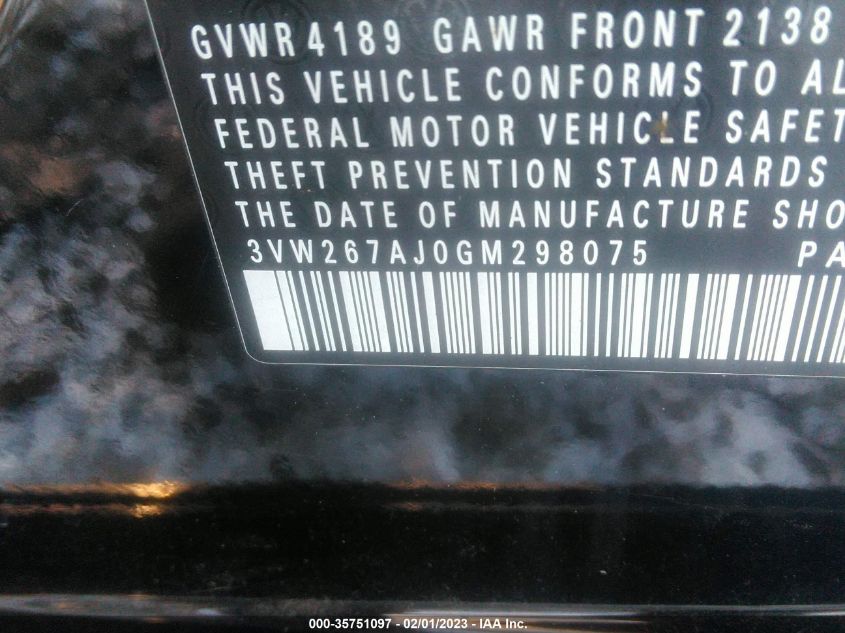 GVWR 4189 GAWR FRONT 2138
THIS VEHICLE CONFORMS TO AL
FEDERAL MOTOR VEHICLE SAFET
THEFT PREVENTION STANDARDS
THE DATE OF MANUFACTURE SHO
3VW267AJ0GM298075 PA
000-35751097 - 02/01/2023 - IAA Inc.